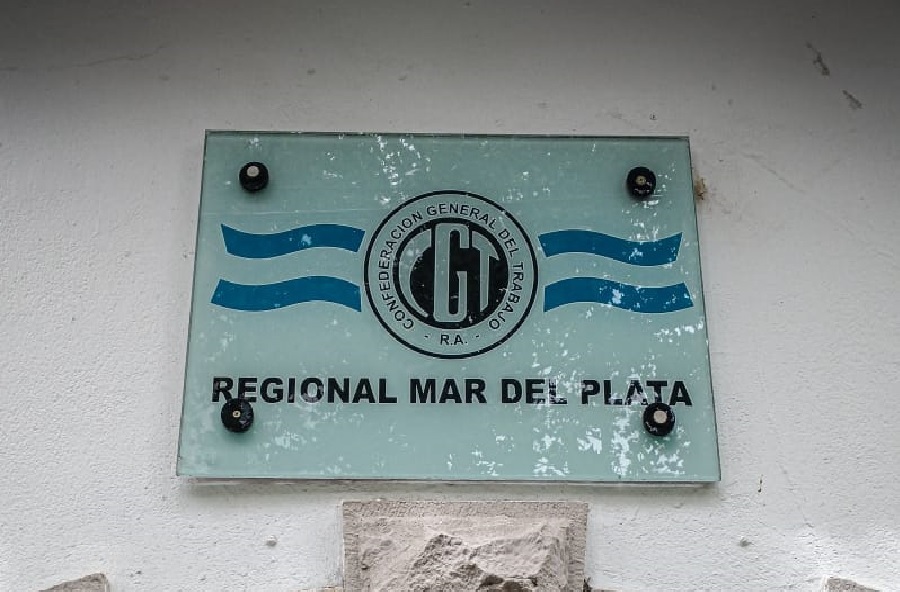 CONFEDERACION GENERAL DEL TRABAJO
CGT
- R.A. -
REGIONAL MAR DEL PLATA